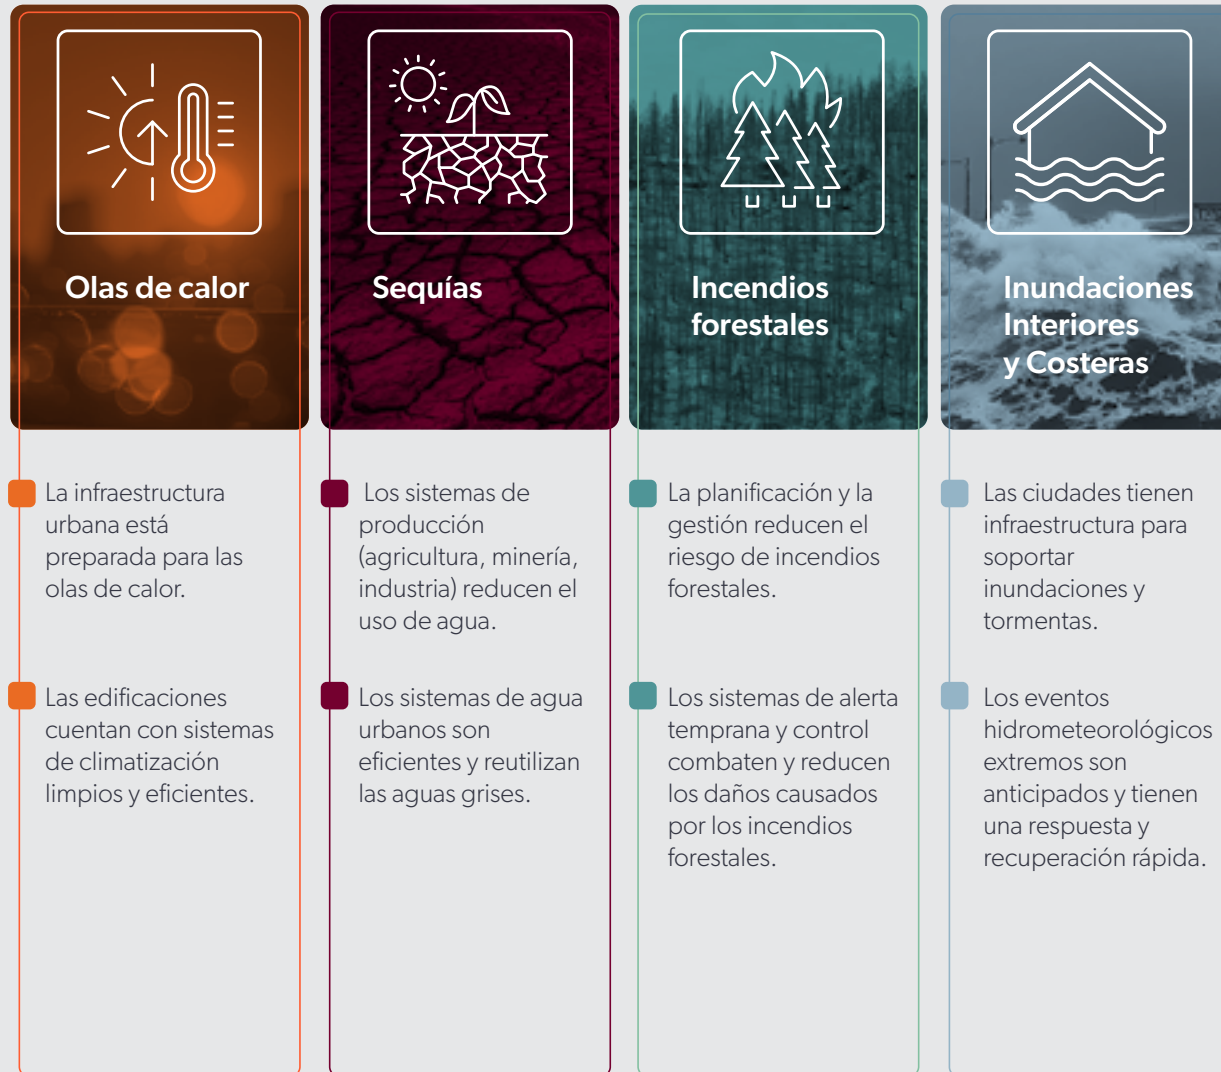 Olas de calor
La infraestructura
urbana está
preparada para las
olas de calor.
Las edificaciones
cuentan con sistemas
de climatización
limpios y eficientes.
Sequías
Los sistemas de
producción
(agricultura, minería,
industria) reducen el
uso de agua.
Los sistemas de agua
urbanos son
eficientes y reutilizan
las aguas grises.
Incendios
forestales
La planificación y la
gestión reducen el
riesgo de incendios
forestales.
Los sistemas de alerta
temprana y control
combaten y reducen
los daños causados
por los incendios
forestales.
Inundaciones
Interiores
y Costeras
Las ciudades tienen
infraestructura para
soportar
inundaciones y
tormentas.
Los eventos
hidrometeorológicos
extremos son
anticipados y tienen
una respuesta y
recuperación rápida.